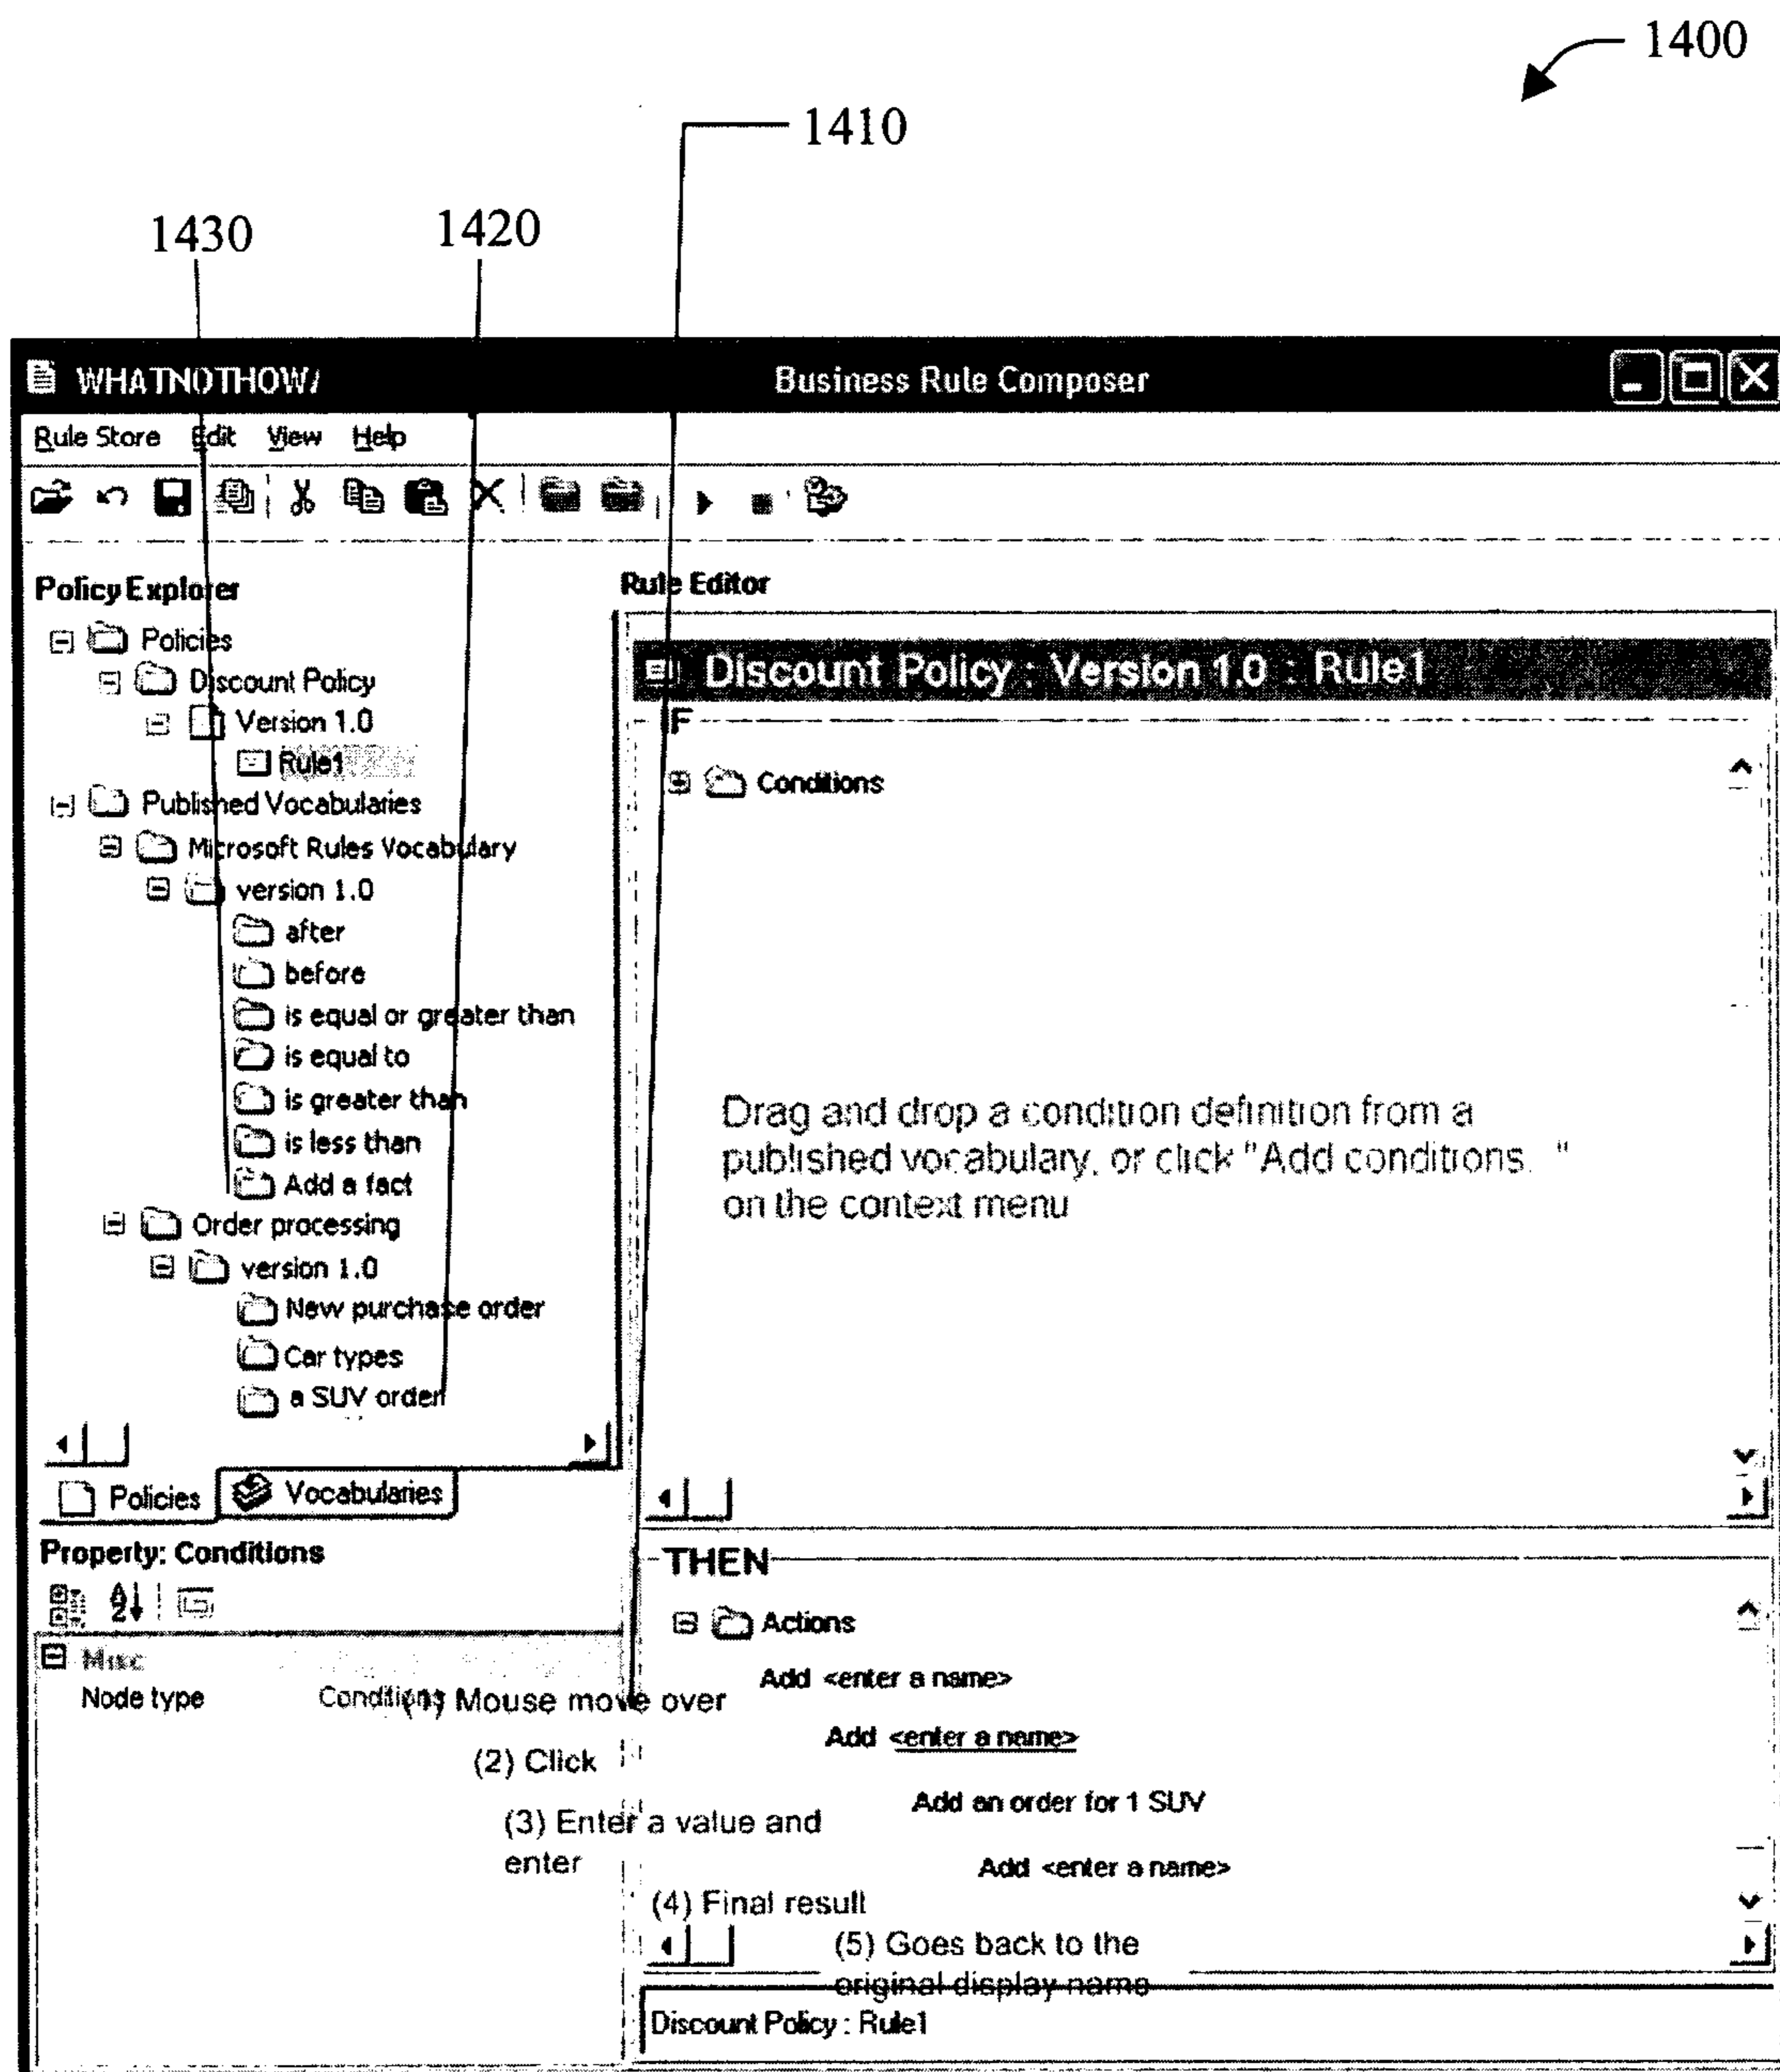 1400
1410
1430
1420
WHATNOTHOW/
Business Rule Composer
Rule Store Edit View Help
Policy Explorer
Policies
Discount Policy
Version 1.0
Rule1
Published Vocabularies
Microsoft Rules Vocabulary
version 1.0
after
before
is equal or greater than
is equal to
is greater than
is less than
Add a fact
Order processing
version 1.0
New purchase order
Car types
a SUV order
Policies
Vocabularies
Property: Conditions
Misc
Node type
Conditions
Rule Editor
Discount Policy : Version 1.0 : Rule1
IF
Conditions
Drag and drop a condition definition from a
published vocabulary, or click "Add conditions. "
on the context menu
THEN
Actions
Add <enter a name>
(1) Mouse move over
Add <enter a name>
(2) Click
Add an order for 1 SUV
(3) Enter a value and
enter
Add <enter a name>
(4) Final result
(5) Goes back to the
original display name
Discount Policy : Rule1